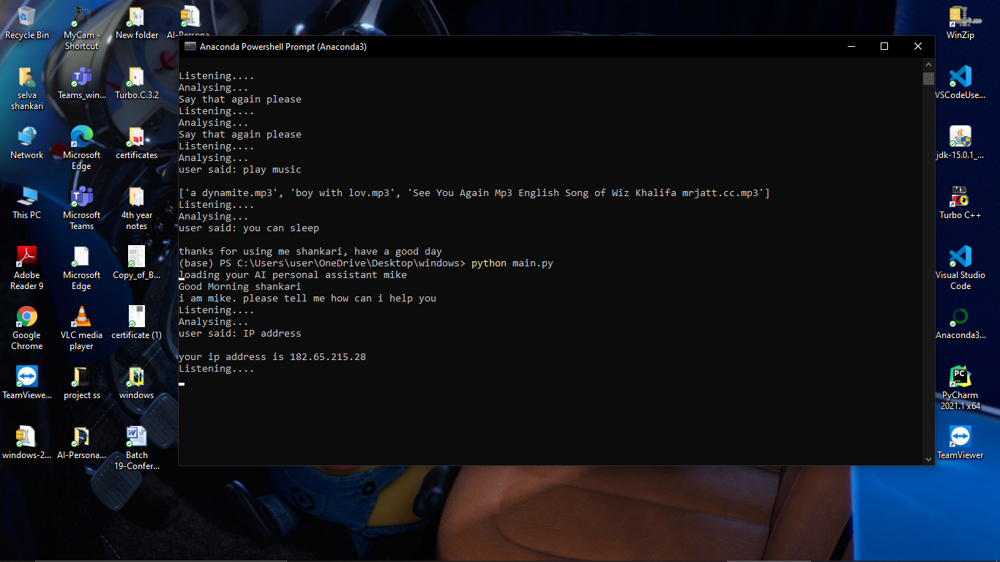 Recycle Bin
MyCam - Shortcut
New folder
AI-Persona...
WinZip
Anaconda Powershell Prompt (Anaconda3)
Listening....
Analysing...
Say that again please
Listening....
Analysing...
Say that again please
Listening....
Analysing...
user said: play music
['a dynamite.mp3', 'boy with lov.mp3', 'See You Again Mp3 English Song of Wiz Khalifa mrjatt.cc.mp3']
Listening....
Analysing...
user said: you can sleep
thanks for using me shankari, have a good day
(base) PS C:\Users\user\OneDrive\Desktop\windows> python main.py
loading your AI personal assistant mike
Good Morning shankari
i am mike. please tell me how can i help you
Listening....
Analysing...
user said: IP address
your ip address is 182.65.215.28
Listening....
selva
shankari
Teams_win...
Turbo.C.3.2
VSCodeUse...
Network
Microsoft
Edge
certificates
jdk-15.0.1_...
This PC
Microsoft
Teams
4th year
notes
Turbo C++
Adobe
Reader 9
Microsoft
Edge
Copy_of_B...
Visual Studio
Code
Google
Chrome
VLC media
player
certificate (1)
Anaconda3...
TeamViewe...
project ss
windows
PyCharm
2021.1 x64
windows-2...
AI-Persona...
Batch
19-Confer...
TeamViewer